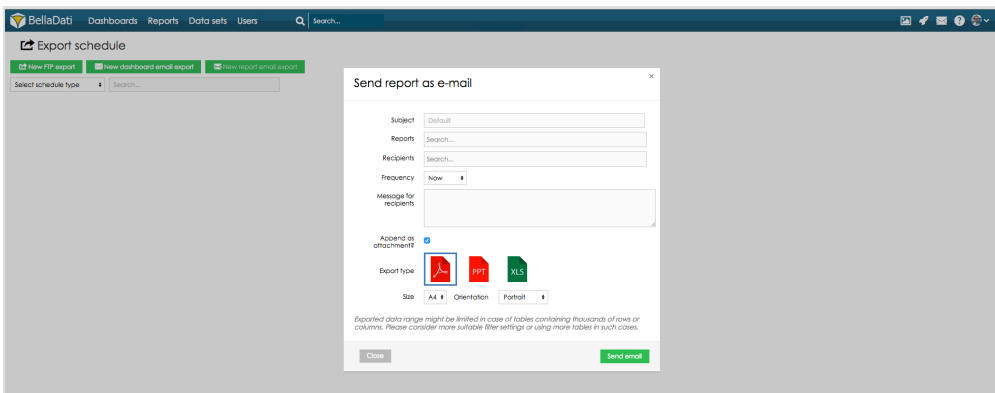 BellaDati Dashboards Reports Data sets Users Search...
Export schedule
New FTP export New dashboard email export New report email export
Select schedule type Search...
Send report as e-mail ×
Subject Default
Reports Search...
Recipients Search...
Frequency Now
Message for
recipients
Append as
attachment?
Export type PPT XLS
Size A4 Orientation Portrait
Exported data range might be limited in case of tables containing thousands of rows or
columns. Please consider more suitable filter settings or using more tables in such cases.
Close Send email